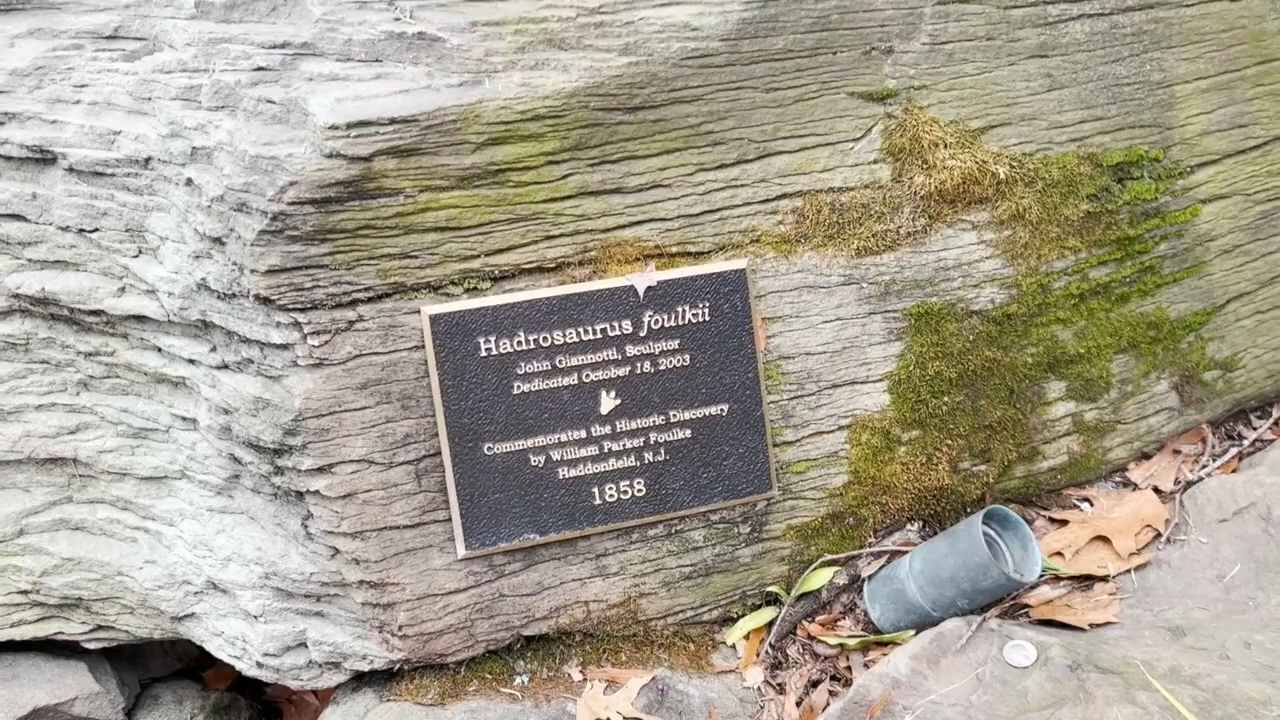 Hadrosaurus foulkii
John Giannotti, Sculptor
Dedicated October 18, 2003
Commemorates the Historic Discovery
by William Parker Foulke
Haddonfield, N.J.
1858